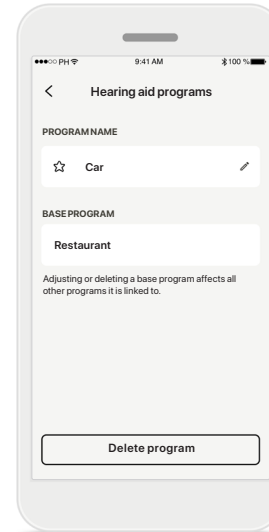 PH 9:41 AM 100 %
Hearing aid programs
PROGRAM NAME
Car
BASE PROGRAM
Restaurant
Adjusting or deleting a base program affects all
other programs it is linked to.
Delete program